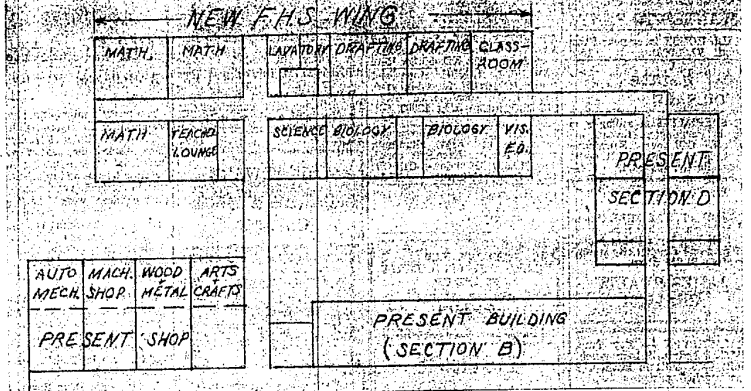 NEW F.H.S. WING
MATH. MATH LAVATORY DRAFTING DRAFTING CLASS-
ROOM
MATH TEACHER SCIENCE BIOLOGY BIOLOGY VIS.
LOUNGE ED.
PRESENT
SECTION D
AUTO MACH. WOOD ARTS
MECH. SHOP & METAL CRAFTS
PRESENT SHOP
PRESENT BUILDING
(SECTION B)